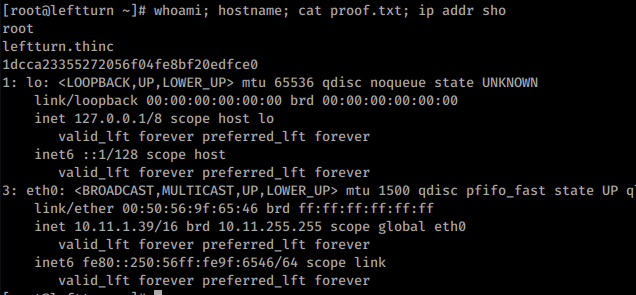 [root@leftturn ~]# whoami; hostname; cat proof.txt; ip addr sho
root
leftturn.thinc
1dcca23355272056f04fe8bf20edfce0
1: lo: <LOOPBACK,UP,LOWER_UP> mtu 65536 qdisc noqueue state UNKNOWN
    link/loopback 00:00:00:00:00:00 brd 00:00:00:00:00:00
    inet 127.0.0.1/8 scope host lo
       valid_lft forever preferred_lft forever
    inet6 ::1/128 scope host
       valid_lft forever preferred_lft forever
3: eth0: <BROADCAST,MULTICAST,UP,LOWER_UP> mtu 1500 qdisc pfifo_fast state UP q
    link/ether 00:50:56:9f:65:46 brd ff:ff:ff:ff:ff:ff
    inet 10.11.1.39/16 brd 10.11.255.255 scope global eth0
       valid_lft forever preferred_lft forever
    inet6 fe80::250:56ff:fe9f:6546/64 scope link
       valid_lft forever preferred_lft forever